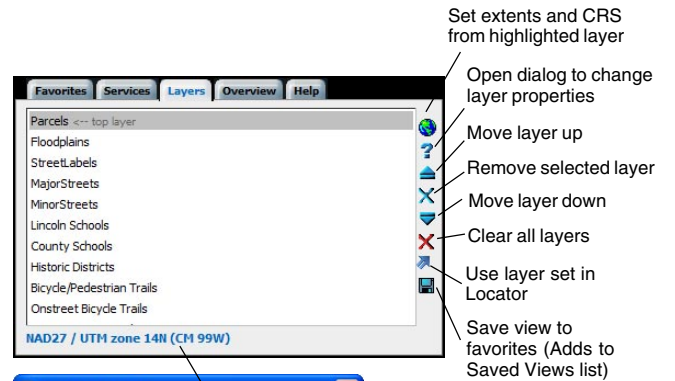 Set extents and CRS
from highlighted layer
Open dialog to change
layer properties
Move layer up
Remove selected layer
Move layer down
Clear all layers
Use layer set in
Locator
Save view to
favorites (Adds to
Saved Views list)
Favorites Services Layers Overview Help
Parcels <-- top layer
Floodplains
StreetLabels
MajorStreets
MinorStreets
Lincoln Schools
County Schools
Historic Districts
Bicycle/Pedestrian Trails
Onstreet Bicycle Trails
NAD27 / UTM zone 14N (CM 99W)